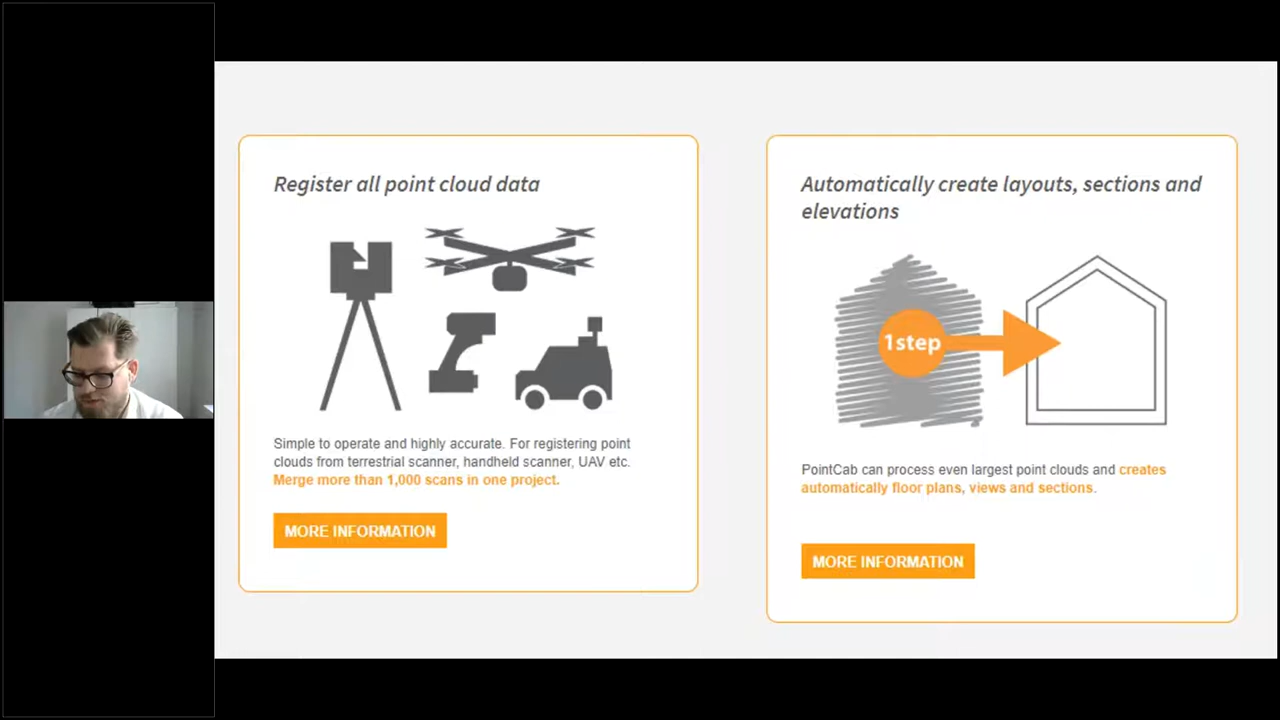 Register all point cloud data
Simple to operate and highly accurate. For registering point
clouds from terrestrial scanner, handheld scanner, UAV etc.
Merge more than 1,000 scans in one project.
MORE INFORMATION
Automatically create layouts, sections and
elevations
1step
PointCab can process even largest point clouds and creates
automatically floor plans, views and sections.
MORE INFORMATION